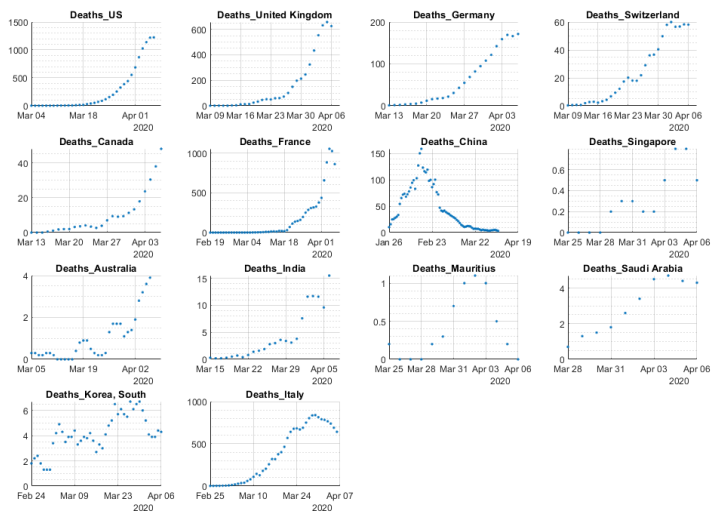 Deaths_US
1500
1000
500
0
Mar 04
Mar 18
Apr 01
2020
Deaths_United Kingdom
600
400
200
0
Mar 09
Mar 16
Mar 23
Mar 30
Apr 06
2020
Deaths_Germany
200
100
0
Mar 13
Mar 20
Mar 27
Apr 03
2020
Deaths_Switzerland
60
40
20
0
Mar 09
Mar 16
Mar 23
Mar 30
Apr 06
2020
Deaths_Canada
40
20
0
Mar 13
Mar 20
Mar 27
Apr 03
2020
Deaths_France
1000
500
0
Feb 19
Mar 04
Mar 18
Apr 01
2020
Deaths_China
150
100
50
0
Jan 26
Feb 23
Mar 22
Apr 19
2020
Deaths_Singapore
0.6
0.4
0.2
0
Mar 25
Mar 28
Mar 31
Apr 03
Apr 06
2020
Deaths_Australia
4
2
0
Mar 05
Mar 19
Apr 02
2020
Deaths_India
15
10
5
0
Mar 15
Mar 22
Mar 29
Apr 05
2020
Deaths_Mauritius
1
0.5
0
Mar 25
Mar 28
Mar 31
Apr 03
Apr 06
2020
Deaths_Saudi Arabia
4
2
0
Mar 28
Mar 31
Apr 03
Apr 06
2020
Deaths_Korea, South
6
4
2
0
Feb 24
Mar 09
Mar 23
Apr 06
2020
Deaths_Italy
1000
500
0
Feb 25
Mar 10
Mar 24
Apr 07
2020